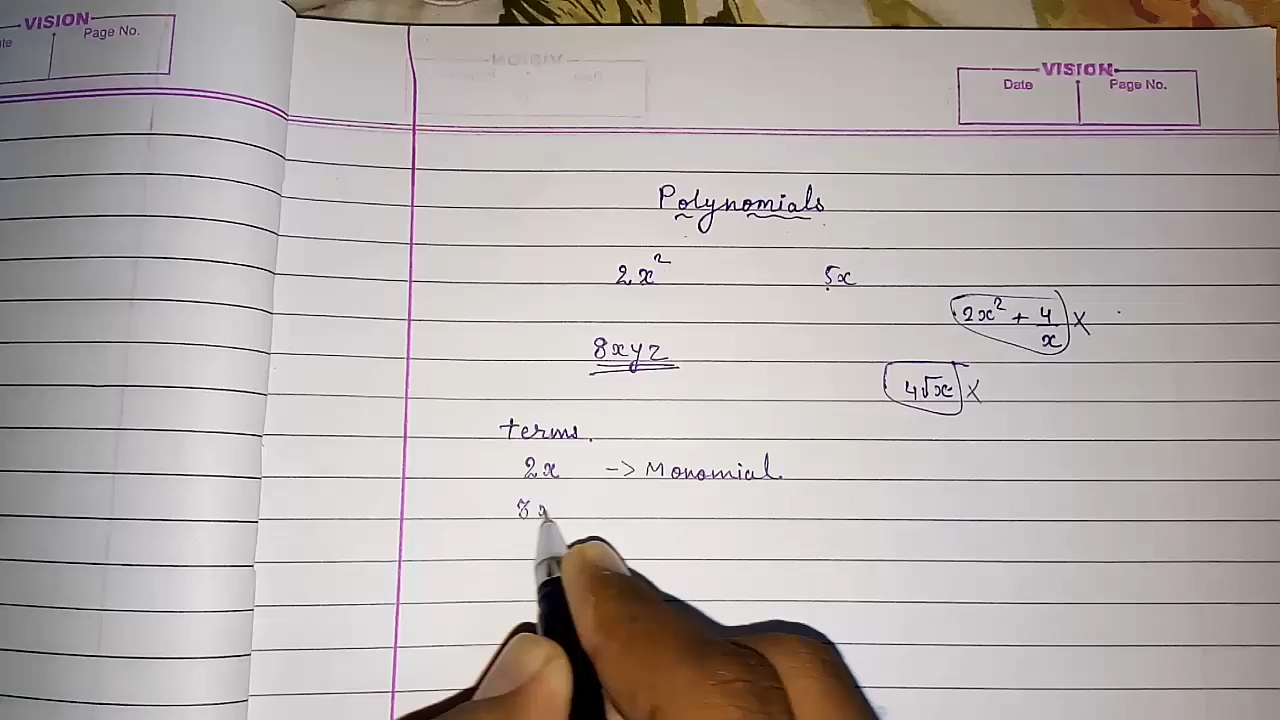 VISION
Page No.
VISION
Date Page No.
Polynomials
2x² 5x
2x² + 4/x X
8xyz
4√x X
terms.
2x -> Monomial